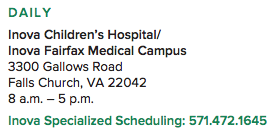 DAILY
Inova Children's Hospital/
Inova Fairfax Medical Campus
3300 Gallows Road
Falls Church, VA 22042
8 a.m. – 5 p.m.
Inova Specialized Scheduling: 571.472.1645